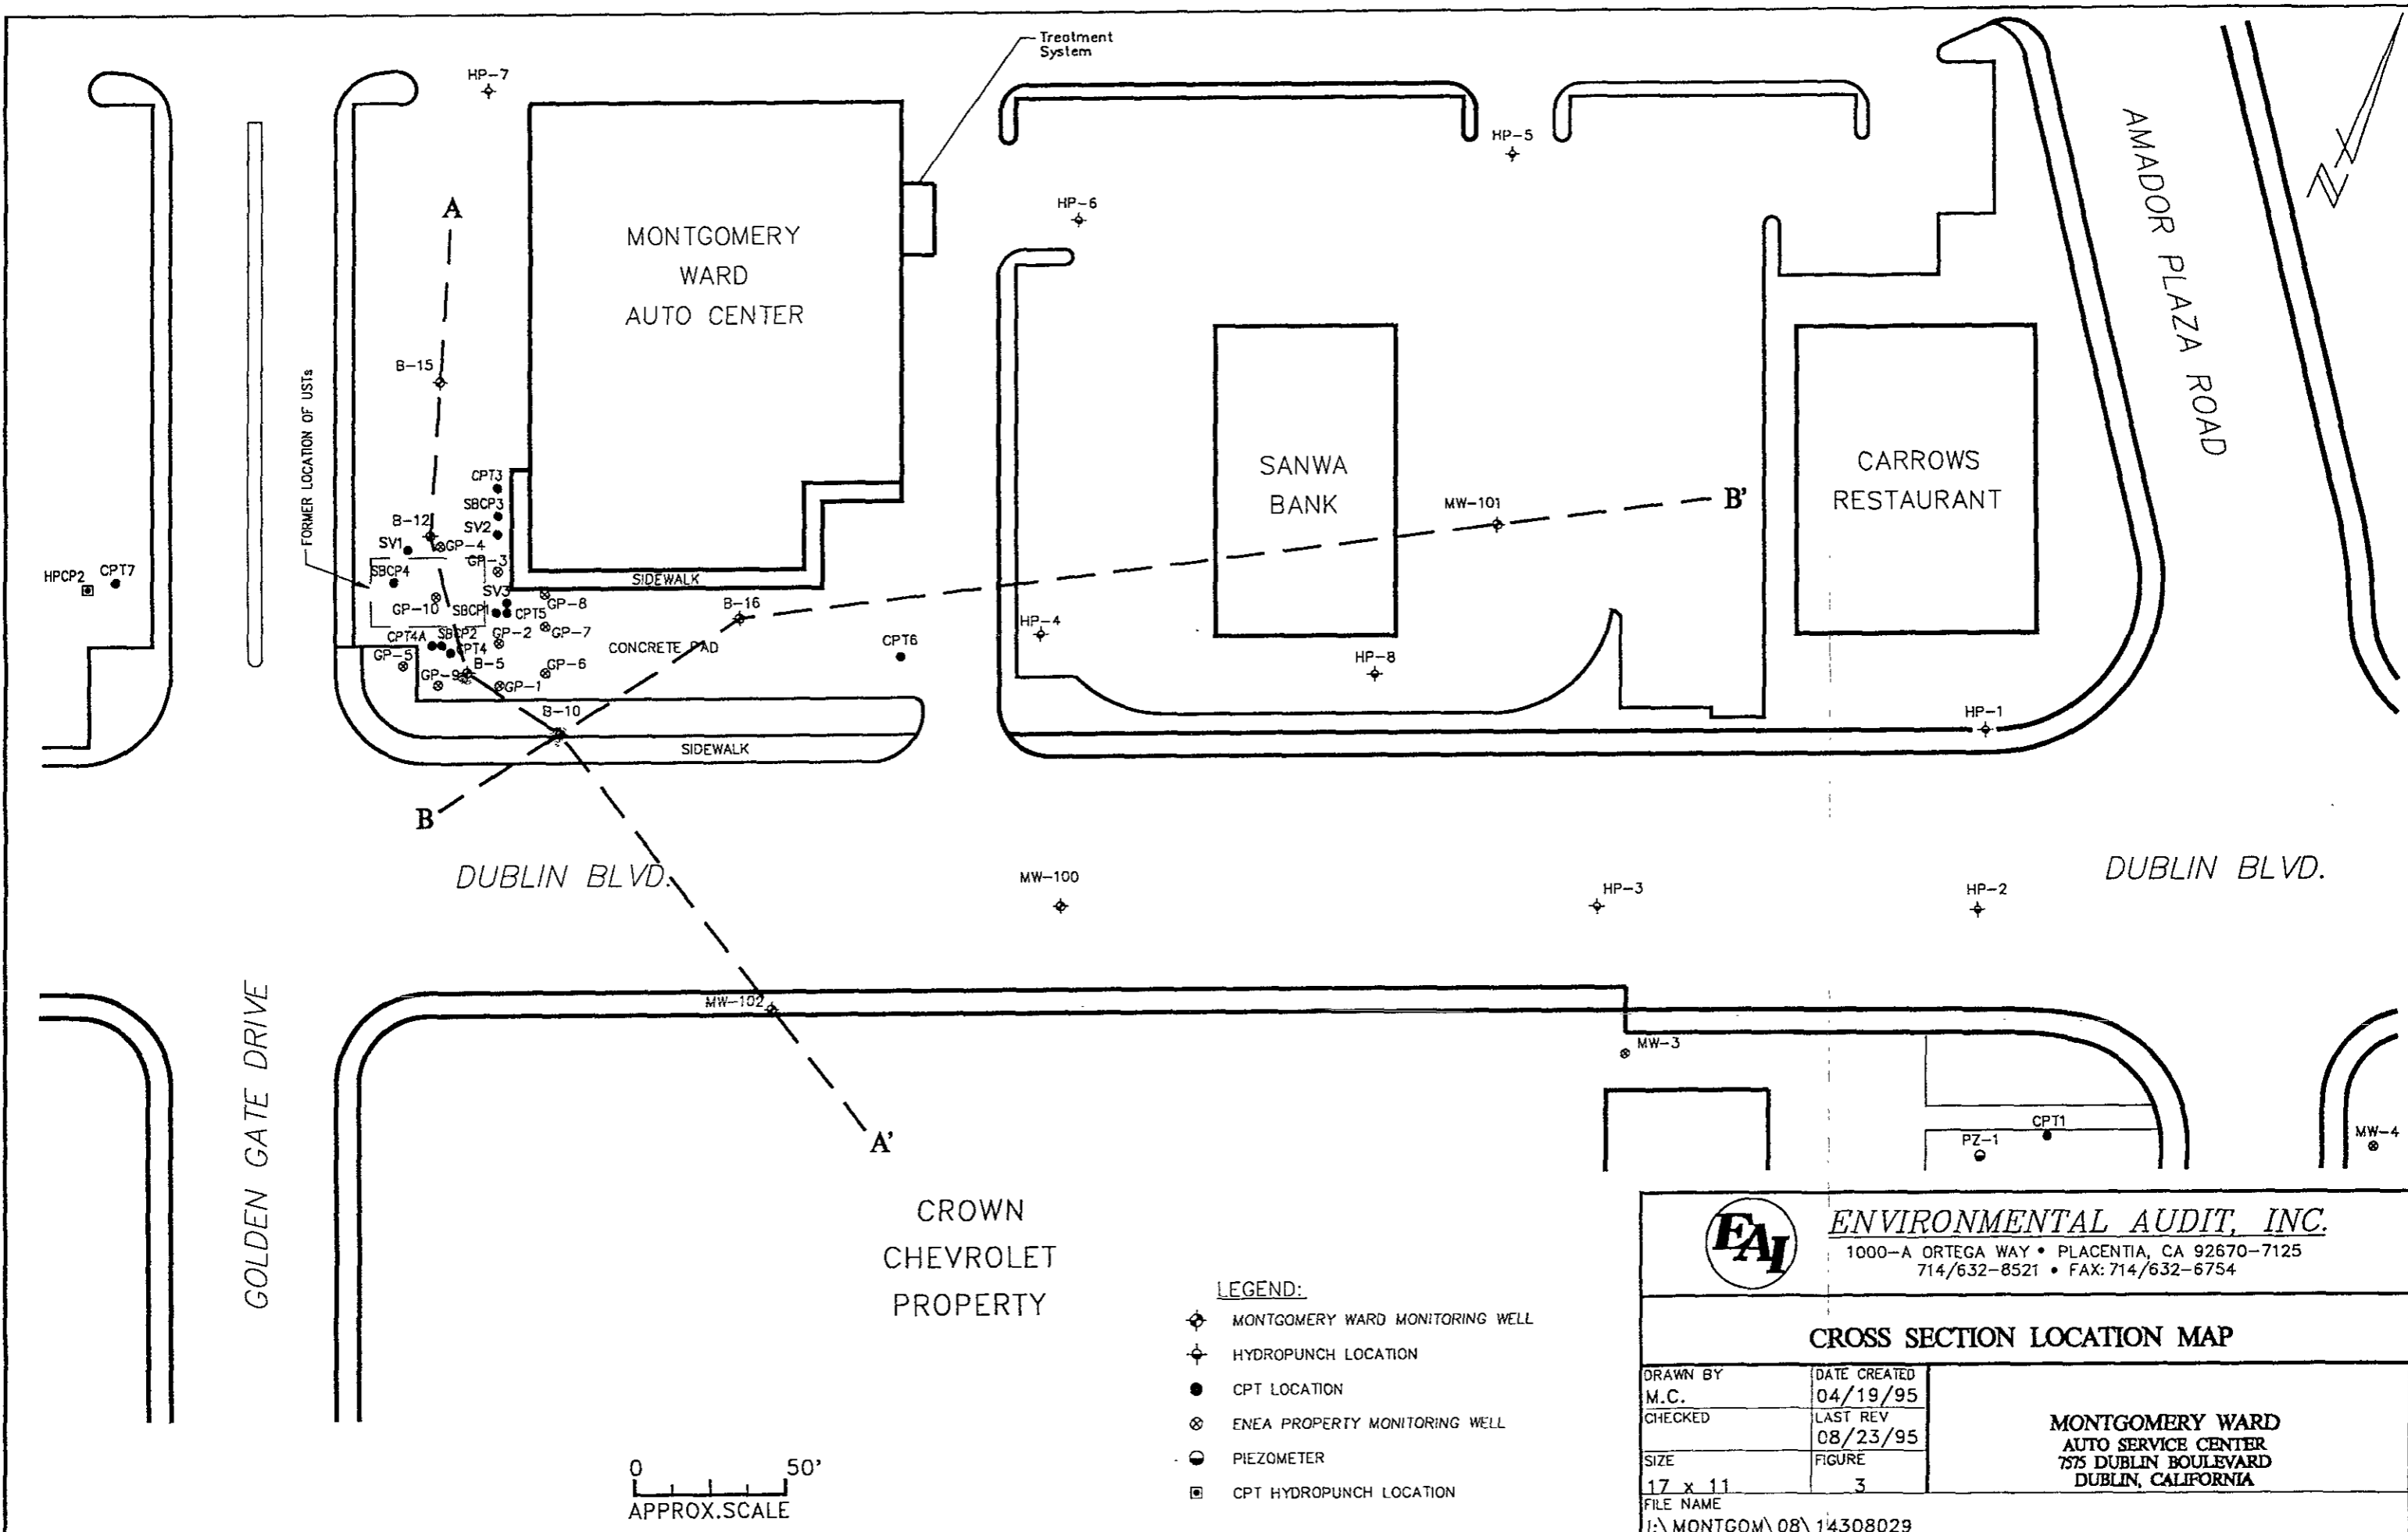 Treatment
System
HP-7
HP-5
HP-6
AMADOR PLAZA ROAD
N
A
MONTGOMERY
WARD
AUTO CENTER
B-15
FORMER LOCATION OF USTs
SANWA
BANK
CARROWS
RESTAURANT
CPT3
SBCP3
SV2
B-12
SV1
GP-4
GP-3
MW-101
B'
HPCP2
CPT7
SBCP4
SIDEWALK
GP-10
SV3
SBCP1
CPT5
GP-8
B-16
CPT4A
SBCP2
GP-2
GP-7
CPT4
CONCRETE PAD
CPT6
HP-4
GP-5
B-5
GP-6
HP-8
GP-9
GP-1
B-10
HP-1
SIDEWALK
B
DUBLIN BLVD.
MW-100
HP-3
HP-2
DUBLIN BLVD.
GOLDEN GATE DRIVE
MW-102
MW-3
A'
CPT1
PZ-1
MW-4
CROWN
CHEVROLET
PROPERTY
LEGEND:
MONTGOMERY WARD MONITORING WELL
HYDROPUNCH LOCATION
CPT LOCATION
ENEA PROPERTY MONITORING WELL
PIEZOMETER
CPT HYDROPUNCH LOCATION
0 50'
APPROX.SCALE
EAI
ENVIRONMENTAL AUDIT, INC.
1000-A ORTEGA WAY • PLACENTIA, CA 92670-7125
714/632-8521 • FAX: 714/632-6754
CROSS SECTION LOCATION MAP
DRAWN BY
M.C.
DATE CREATED
04/19/95
CHECKED
LAST REV
08/23/95
SIZE
17 x 11
FIGURE
3
MONTGOMERY WARD
AUTO SERVICE CENTER
7575 DUBLIN BOULEVARD
DUBLIN, CALIFORNIA
FILE NAME
J:\MONTGOM\08\14308029